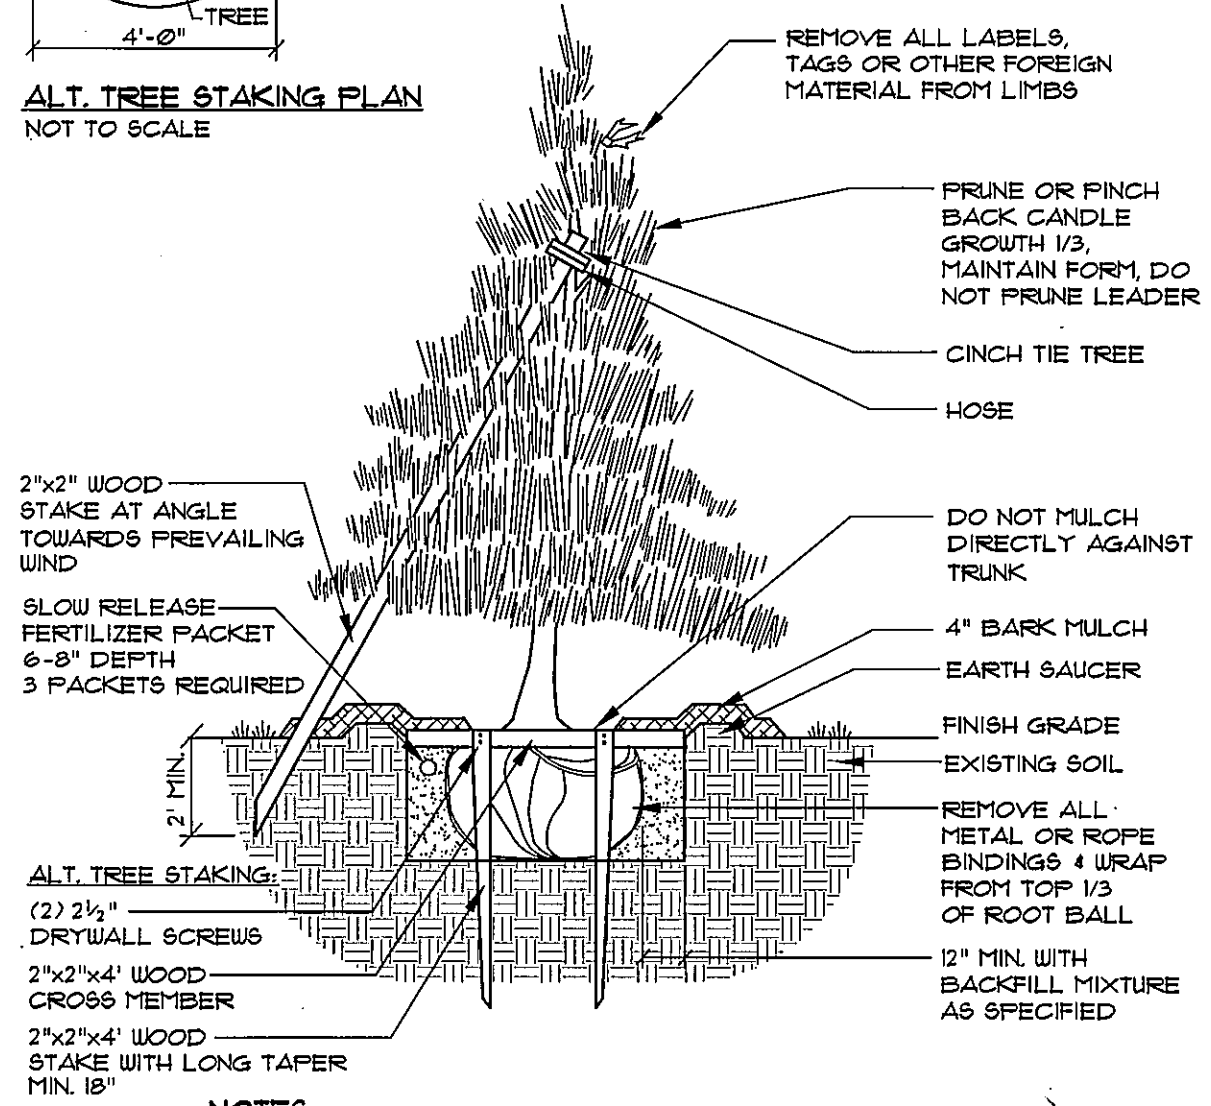 TREE
4'-0"
ALT. TREE STAKING PLAN
NOT TO SCALE
REMOVE ALL LABELS,
TAGS OR OTHER FOREIGN
MATERIAL FROM LIMBS
PRUNE OR PINCH
BACK CANDLE
GROWTH 1/3,
MAINTAIN FORM, DO
NOT PRUNE LEADER
CINCH TIE TREE
HOSE
2"x2" WOOD
STAKE AT ANGLE
TOWARDS PREVAILING
WIND
SLOW RELEASE
FERTILIZER PACKET
6-8" DEPTH
3 PACKETS REQUIRED
2' MIN.
DO NOT MULCH
DIRECTLY AGAINST
TRUNK
4" BARK MULCH
EARTH SAUCER
FINISH GRADE
EXISTING SOIL
REMOVE ALL
METAL OR ROPE
BINDINGS & WRAP
FROM TOP 1/3
OF ROOT BALL
12" MIN. WITH
BACKFILL MIXTURE
AS SPECIFIED
ALT. TREE STAKING:
(2) 2½"
DRYWALL SCREWS
2"x2"x4' WOOD
CROSS MEMBER
2"x2"x4' WOOD
STAKE WITH LONG TAPER
MIN. 18"
NOTES